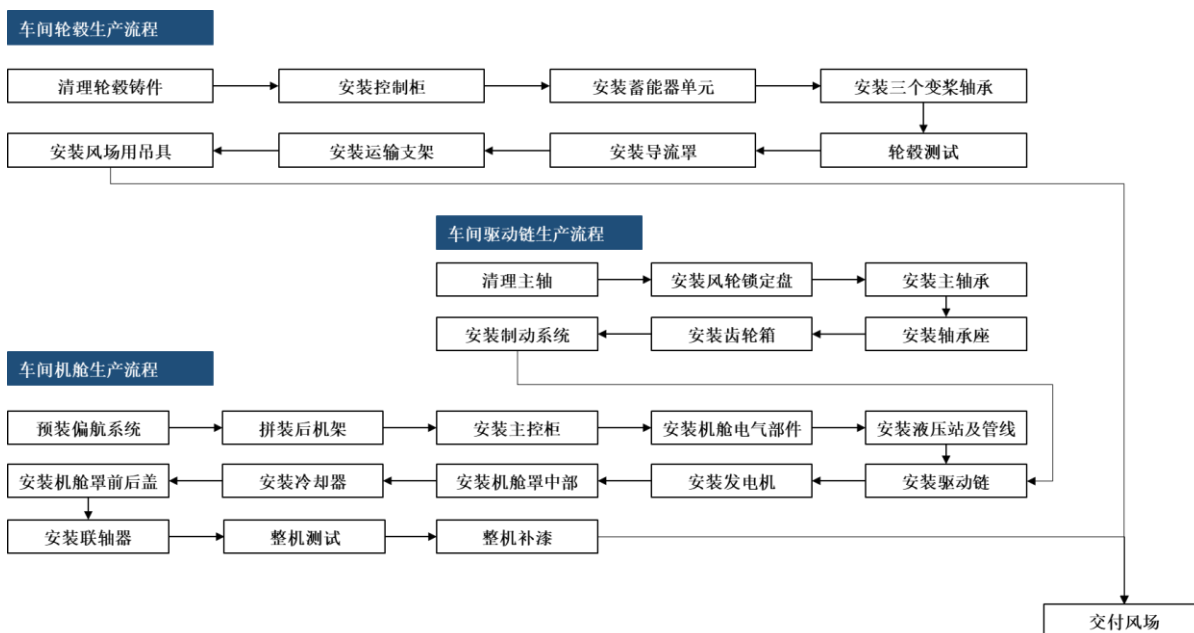 车间轮毂生产流程
清理轮毂铸件
安装控制柜
安装蓄能器单元
安装三个变桨轴承
轮毂测试
安装导流罩
安装运输支架
安装风场用吊具
车间驱动链生产流程
清理主轴
安装风轮锁定盘
安装主轴承
安装轴承座
安装齿轮箱
安装制动系统
车间机舱生产流程
预装偏航系统
拼装后机架
安装主控柜
安装机舱电气部件
安装液压站及管线
安装驱动链
安装发电机
安装机舱罩中部
安装冷却器
安装机舱罩前后盖
安装联轴器
整机测试
整机补漆
交付风场